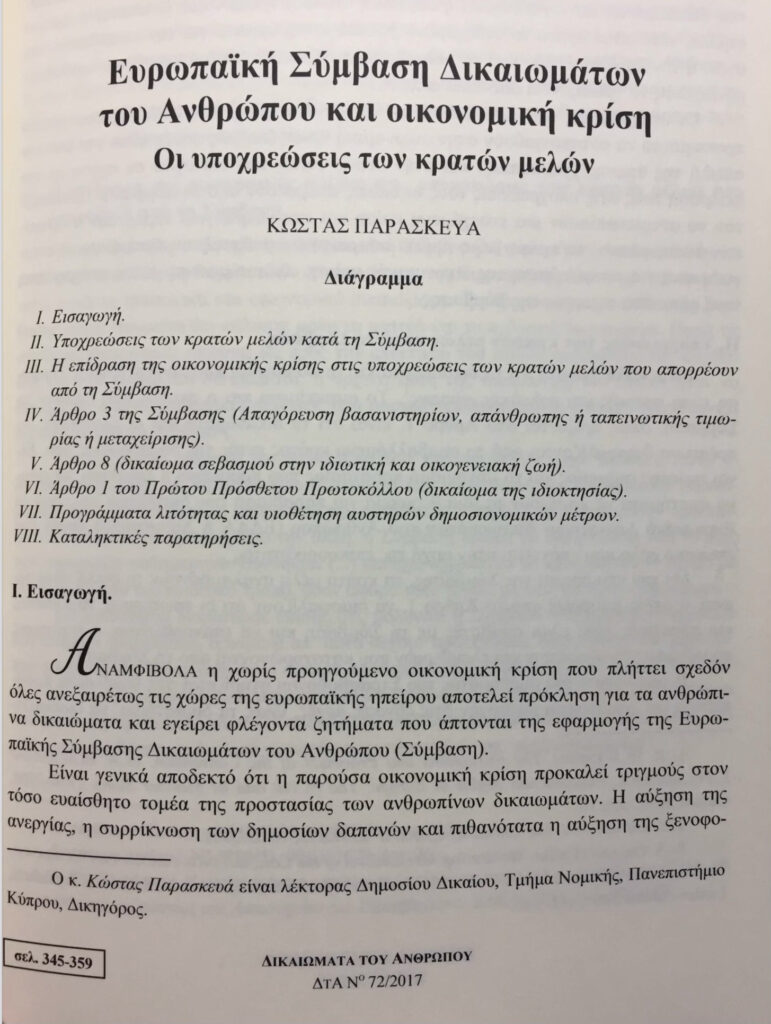 Ευρωπαϊκή Σύμβαση Δικαιωμάτων
του Ανθρώπου και οικονομική κρίση
Οι υποχρεώσεις των κρατών μελών
ΚΩΣΤΑΣ ΠΑΡΑΣΚΕΥΑ
Διάγραμμα
I. Εισαγωγή.
II. Υποχρεώσεις των κρατών μελών κατά τη Σύμβαση.
III. Η επίδραση της οικονομικής κρίσης στις υποχρεώσεις των κρατών μελών που απορρέουν
από τη Σύμβαση.
IV. Άρθρο 3 της Σύμβασης (Απαγόρευση βασανιστηρίων, απάνθρωπης ή ταπεινωτικής τιμω-
ρίας ή μεταχείρισης).
V. Άρθρο 8 (δικαίωμα σεβασμού στην ιδιωτική και οικογενειακή ζωή).
VI. Άρθρο 1 του Πρώτου Πρόσθετου Πρωτοκόλλου (δικαίωμα της ιδιοκτησίας).
VII. Προγράμματα λιτότητας και υιοθέτηση αυστηρών δημοσιονομικών μέτρων.
VIII. Καταληκτικές παρατηρήσεις.
I. Εισαγωγή.
ΑΝΑΜΦΙΒΟΛΑ η χωρίς προηγούμενο οικονομική κρίση που πλήττει σχεδόν
όλες ανεξαιρέτως τις χώρες της ευρωπαϊκής ηπείρου αποτελεί πρόκληση για τα ανθρώπι-
να δικαιώματα και εγείρει φλέγοντα ζητήματα που άπτονται της εφαρμογής της Ευρω-
παϊκής Σύμβασης Δικαιωμάτων του Ανθρώπου (Σύμβαση).
Είναι γενικά αποδεκτό ότι η παρούσα οικονομική κρίση προκαλεί τριγμούς στον
τόσο ευαίσθητο τομέα της προστασίας των ανθρωπίνων δικαιωμάτων. Η αύξηση της
ανεργίας, η συρρίκνωση των δημοσίων δαπανών και πιθανότατα η αύξηση της ξενοφο-
Ο κ. Κώστας Παρασκευά είναι λέκτορας Δημοσίου Δικαίου, Τμήμα Νομικής, Πανεπιστήμιο
Κύπρου, Δικηγόρος.
σελ. 345-359
ΔΙΚΑΙΩΜΑΤΑ ΤΟΥ ΑΝΘΡΩΠΟΥ
ΔτΑ Νº 72/2017